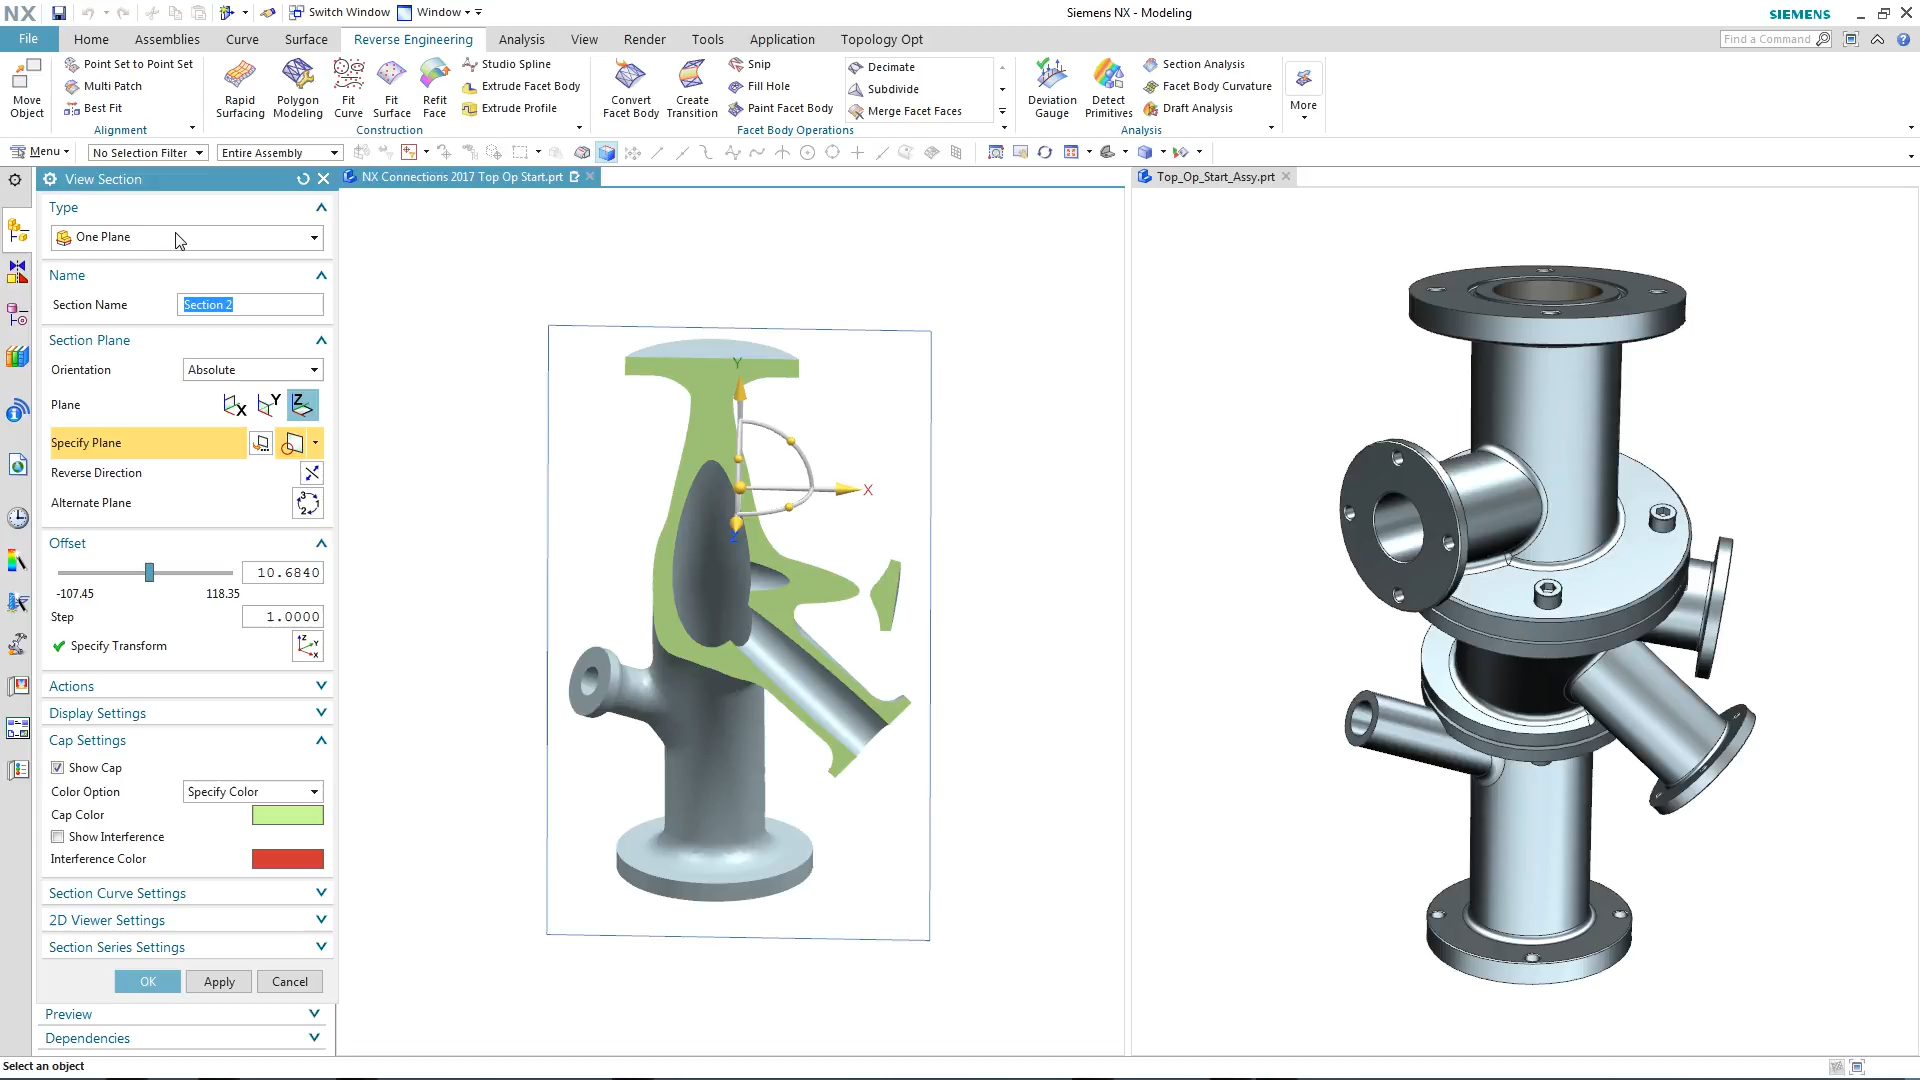 NX
Switch Window
Window
Siemens NX - Modeling
SIEMENS
File
Home
Assemblies
Curve
Surface
Reverse Engineering
Analysis
View
Render
Tools
Application
Topology Opt
Find a Command
Move Object
Point Set to Point Set
Multi Patch
Best Fit
Alignment
Rapid Surfacing
Polygon Modeling
Fit Curve
Fit Surface
Refit Face
Studio Spline
Extrude Facet Body
Extrude Profile
Construction
Convert Facet Body
Create Transition
Snip
Fill Hole
Paint Facet Body
Decimate
Subdivide
Merge Facet Faces
Facet Body Operations
Deviation Gauge
Detect Primitives
Section Analysis
Facet Body Curvature
Draft Analysis
Analysis
More
Menu
No Selection Filter
Entire Assembly
View Section
NX Connections 2017 Top Op Start.prt
Top_Op_Start_Assy.prt
Type
One Plane
Name
Section Name
Section 2
Section Plane
Orientation
Absolute
Plane
X
Y
Z
Specify Plane
Reverse Direction
Alternate Plane
Offset
10.6840
-107.45
118.35
Step
1.0000
Specify Transform
Actions
Display Settings
Cap Settings
Show Cap
Color Option
Specify Color
Cap Color
Show Interference
Interference Color
Section Curve Settings
2D Viewer Settings
Section Series Settings
OK
Apply
Cancel
Preview
Dependencies
Y
X
Z
Select an object